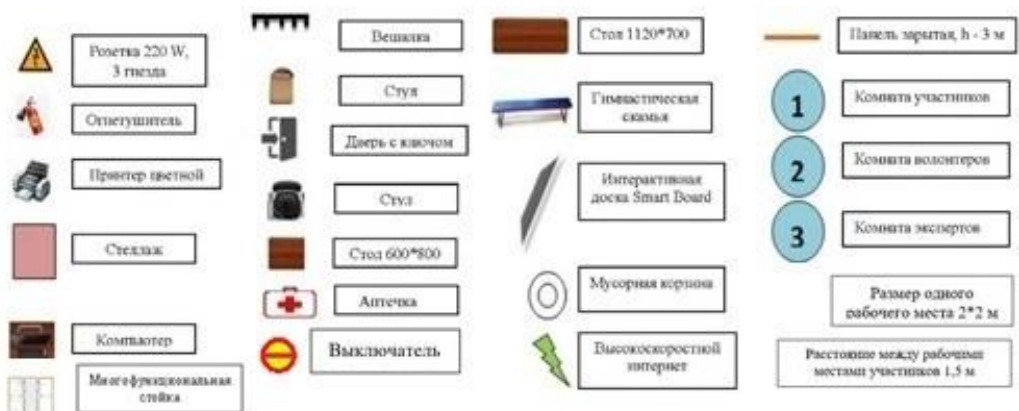 Розетка 220 W,
3 гнезда
Огнетушитель
Принтер цветной
Стеллаж
Компьютер
Многофункциональная
стойка
Вешалка
Стул
Дверь с ключом
Стул
Стол 600*800
Аптечка
Выключатель
Стол 1120*700
Гимнастическая
скамья
Интерактивная
доска Smart Board
Мусорная корзина
Высокоскоростной
интернет
Панель зарытая, h - 3 м
1
Комната участников
2
Комната волонтеров
3
Комната экспертов
Размер одного
рабочего места 2*2 м
Расстояние между рабочими
местами участников 1,5 м